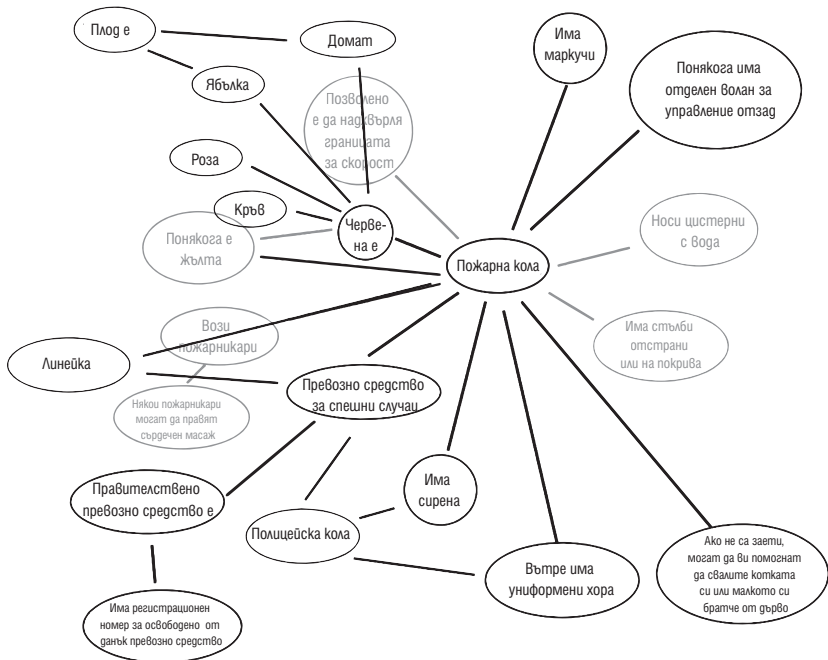 Плод е
Домат
Ябълка
Има
маркучи
Понякога има
отделен волан за
управление отзад
Позволено
е да надхвърля
границата
за скорост
Роза
Кръв
Черве-
на е
Понякога е
жълта
Пожарна кола
Носи цистерни
с вода
Вози
пожарникари
Има стълби
отстрани
или на покрива
Линейка
Превозно средство
за спешни случаи
Някои пожарникари
могат да правят
сърдечен масаж
Правителствено
превозно средство е
Има
сирена
Полицейска кола
Вътре има
униформени хора
Ако не са заети,
могат да ви помогнат
да свалите котката
си или малкото си
братче от дърво
Има регистрационен
номер за освободено от
данък превозно средство